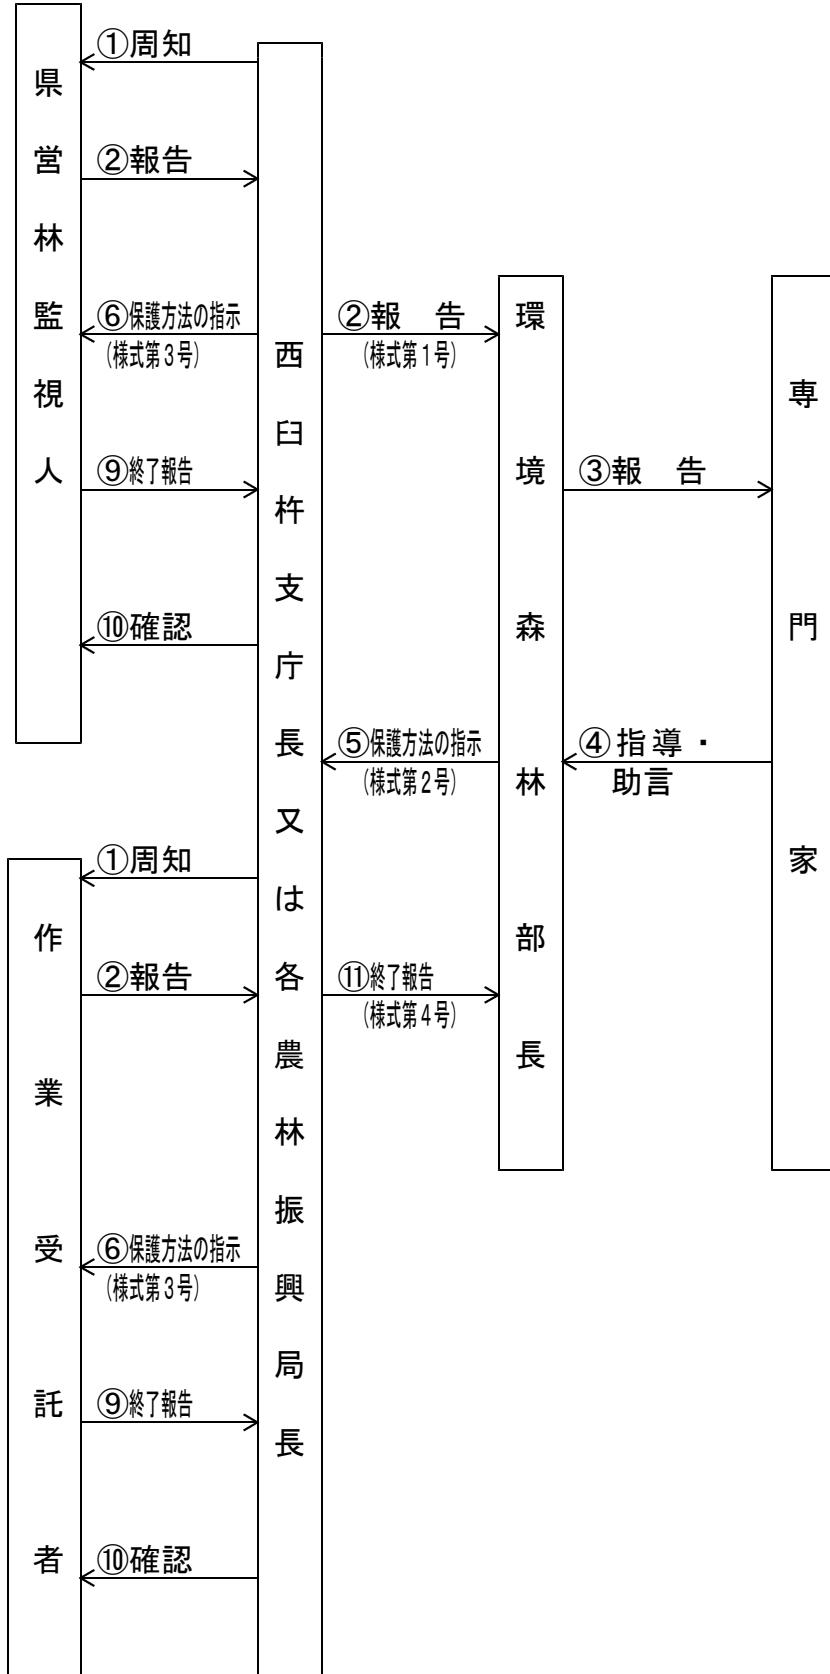 県営林監視人
①周知
②報告
⑥保護方法の指示
(様式第3号)
⑨終了報告
⑩確認
作業受託者
①周知
②報告
⑥保護方法の指示
(様式第3号)
⑨終了報告
⑩確認
西臼杵支庁長又は各農林振興局長
②報　告
(様式第1号)
⑤保護方法の指示
(様式第2号)
⑪終了報告
(様式第4号)
環境森林部長
③報　告
④指導・
助言
専門家